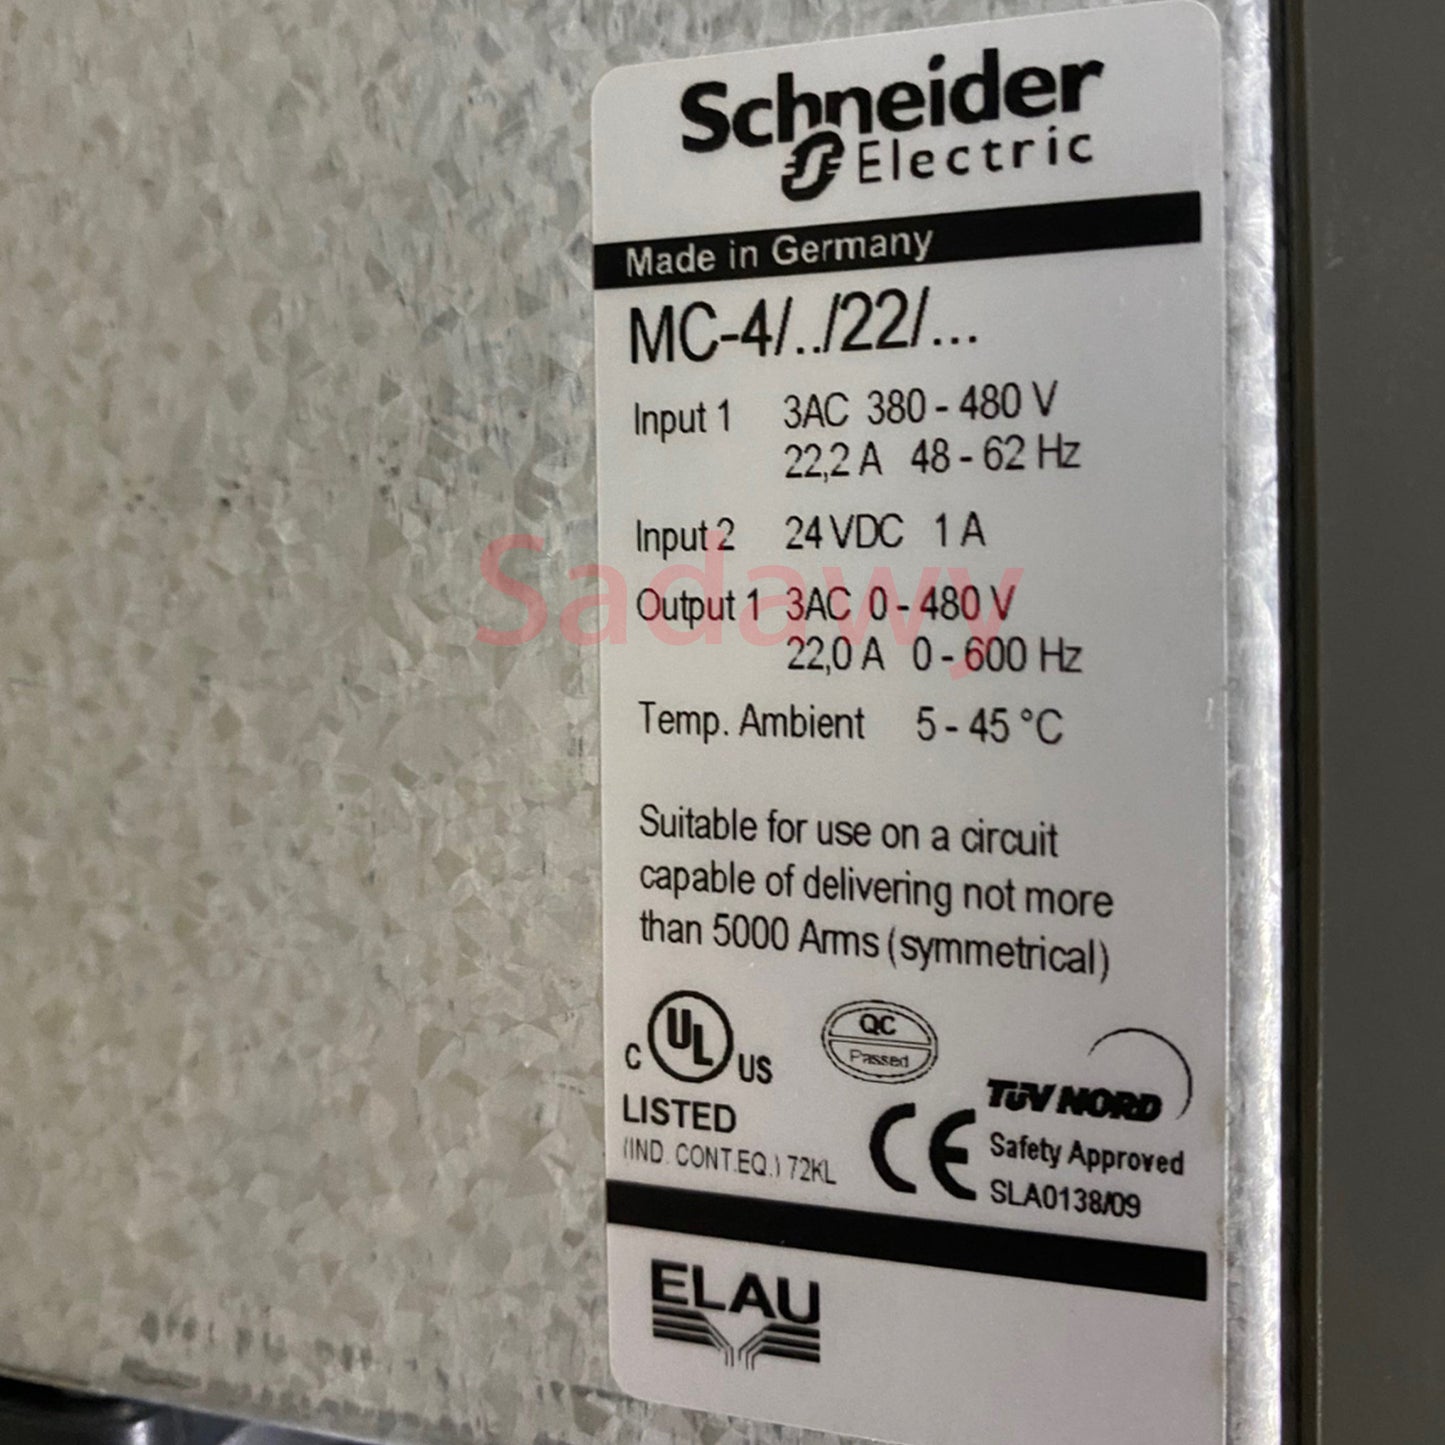 Schneider
Electric
Made in Germany
MC-4/../22/...
Input 1 3AC 380 - 480 V
22,2 A 48 - 62 Hz
Input 2 24 VDC 1 A
Sadawy
Output 1 3AC 0 - 480 V
22,0 A 0 - 600 Hz
Temp. Ambient 5 - 45 °C
Suitable for use on a circuit
capable of delivering not more
than 5000 Arms (symmetrical)
C UL US
LISTED
(IND. CONT.EQ.) 72KL
QC
Passed
CE
TÜV NORD
Safety Approved
SLA0138/09
ELAU